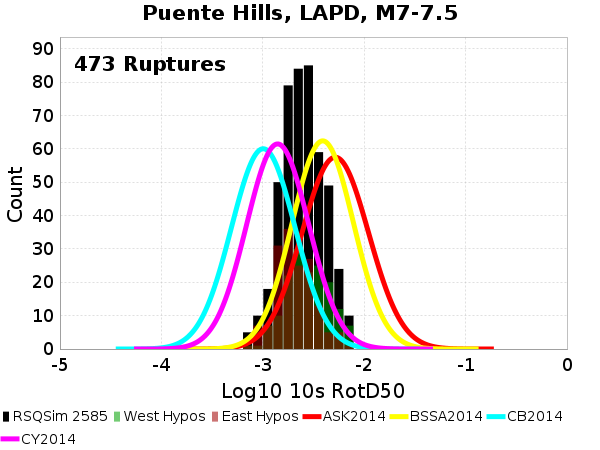 Puente Hills, LAPD, M7-7.5
473 Ruptures
Count
90
80
70
60
50
40
30
20
10
0
-5 -4 -3 -2 -1 0
Log10 10s RotD50
RSQSim 2585 West Hypos East Hypos ASK2014 BSSA2014 CB2014
CY2014